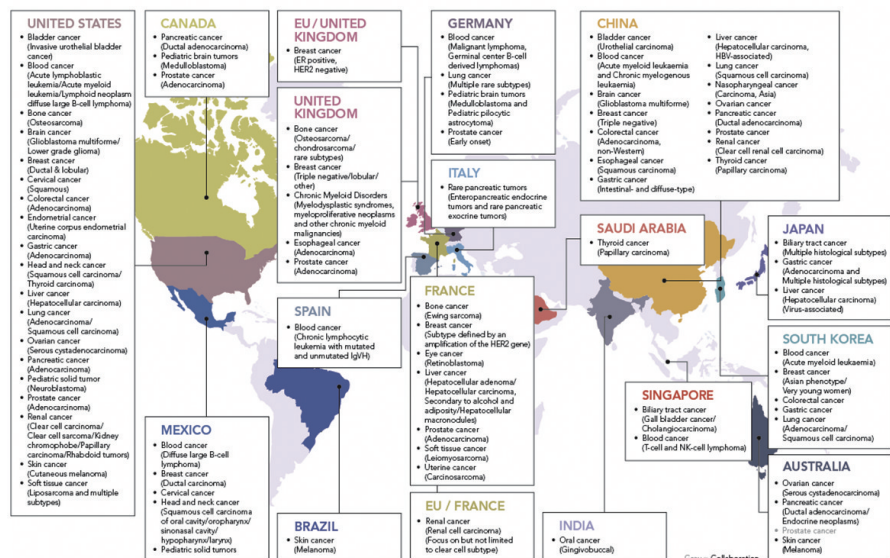 UNITED STATES
• Bladder cancer
(Invasive urothelial bladder
cancer)
• Blood cancer
(Acute lymphoblastic
leukemia/Acute myeloid
leukemia/Lymphoid neoplasm
diffuse large B-cell lymphoma)
• Bone cancer
(Osteosarcoma)
• Brain cancer
(Glioblastoma multiforme/
Lower grade glioma)
• Breast cancer
(Ductal & lobular)
• Cervical cancer
(Squamous)
• Colorectal cancer
(Adenocarcinoma)
• Endometrial cancer
(Uterine corpus endometrial
carcinoma)
• Gastric cancer
(Adenocarcinoma)
• Head and neck cancer
(Squamous cell carcinoma/
Thyroid carcinoma)
• Liver cancer
(Hepatocellular carcinoma)
• Lung cancer
(Adenocarcinoma/
Squamous cell carcinoma)
• Ovarian cancer
(Serous cystadenocarcinoma)
• Pancreatic cancer
(Adenocarcinoma)
• Pediatric solid tumor
(Neuroblastoma)
• Prostate cancer
(Adenocarcinoma)
• Renal cancer
(Clear cell carcinoma/
Clear cell sarcoma/Kidney
chromophobe/Papillary
carcinoma/Rhabdoid tumors)
• Skin cancer
(Cutaneous melanoma)
• Soft tissue cancer
(Liposarcoma and multiple
subtypes)
CANADA
• Pancreatic cancer
(Ductal adenocarcinoma)
• Pediatric brain tumors
(Medulloblastoma)
• Prostate cancer
(Adenocarcinoma)
EU / UNITED
KINGDOM
• Breast cancer
(ER positive,
HER2 negative)
UNITED
KINGDOM
• Bone cancer
(Osteosarcoma/
chondrosarcoma/
rare subtypes)
• Breast cancer
(Triple negative/lobular/
other)
• Chronic Myeloid Disorders
(Myelodysplastic syndromes,
myeloproliferative neoplasms
and other chronic myeloid
malignancies)
• Esophageal cancer
(Adenocarcinoma)
• Prostate cancer
(Adenocarcinoma)
GERMANY
• Blood cancer
(Malignant lymphoma,
Germinal center B-cell
derived lymphomas)
• Lung cancer
(Multiple rare subtypes)
• Pediatric brain tumors
(Medulloblastoma and
Pediatric pilocytic
astrocytoma)
• Prostate cancer
(Early onset)
ITALY
• Rare pancreatic tumors
(Enteropancreatic endocrine
tumors and rare pancreatic
exocrine tumors)
CHINA
• Bladder cancer
(Urothelial carcinoma)
• Blood cancer
(Acute myeloid leukaemia
and Chronic myelogenous
leukaemia)
• Brain cancer
(Glioblastoma multiforme)
• Breast cancer
(Triple negative)
• Colorectal cancer
(Adenocarcinoma,
non-Western)
• Esophageal cancer
(Squamous carcinoma)
• Gastric cancer
(Intestinal- and diffuse-type)
• Liver cancer
(Hepatocellular carcinoma,
HBV-associated)
• Lung cancer
(Squamous cell carcinoma)
• Nasopharyngeal cancer
(Carcinoma, Asia)
• Ovarian cancer
• Pancreatic cancer
(Ductal adenocarcinoma)
• Prostate cancer
• Renal cancer
(Clear cell renal cell carcinoma)
• Thyroid cancer
(Papillary carcinoma)
SAUDI ARABIA
• Thyroid cancer
(Papillary carcinoma)
JAPAN
• Biliary tract cancer
(Multiple histological subtypes)
• Gastric cancer
(Adenocarcinoma and
Multiple histological subtypes)
• Liver cancer
(Hepatocellular carcinoma)
(Virus-associated)
SPAIN
• Blood cancer
(Chronic lymphocytic
leukemia with mutated
and unmutated IgVH)
FRANCE
• Bone cancer
(Ewing sarcoma)
• Breast cancer
(Subtype defined by an
amplification of the HER2 gene)
• Eye cancer
(Retinoblastoma)
• Liver cancer
(Hepatocellular adenoma/
Hepatocellular carcinoma,
Secondary to alcohol and
adiposity/Hepatocellular
macronodules)
• Prostate cancer
(Adenocarcinoma)
• Soft tissue cancer
(Leiomyosarcoma)
• Uterine cancer
(Carcinosarcoma)
SOUTH KOREA
• Blood cancer
(Acute myeloid leukaemia)
• Breast cancer
(Asian phenotype/
Very young women)
• Colorectal cancer
• Gastric cancer
• Lung cancer
(Adenocarcinoma/
Squamous cell carcinoma)
SINGAPORE
• Biliary tract cancer
(Gall bladder cancer/
Cholangiocarcinoma)
• Blood cancer
(T-cell and NK-cell lymphoma)
MEXICO
• Blood cancer
(Diffuse large B-cell
lymphoma)
• Breast cancer
(Ductal carcinoma)
• Cervical cancer
• Head and neck cancer
(Squamous cell carcinoma
of oral cavity/oropharynx/
sinonasal cavity/
hypopharynx/larynx)
• Pediatric solid tumors
BRAZIL
• Skin cancer
(Melanoma)
EU / FRANCE
• Renal cancer
(Renal cell carcinoma)
(Focus on but not limited
to clear cell subtype)
INDIA
• Oral cancer
(Gingivobuccal)
AUSTRALIA
• Ovarian cancer
(Serous cystadenocarcinoma)
• Pancreatic cancer
(Ductal adenocarcinoma/
Endocrine neoplasms)
• Prostate cancer
• Skin cancer
(Melanoma)